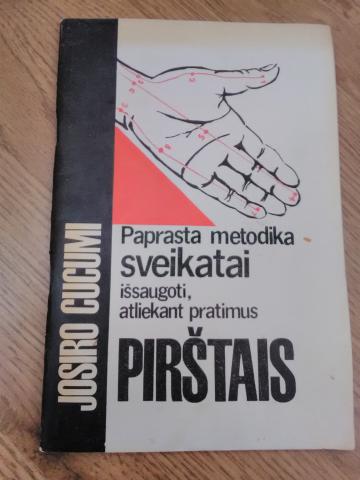 JOSIRO CUCUMI
Paprasta metodika
sveikatai
išsaugoti,
atliekant pratimus
PIRŠTAIS